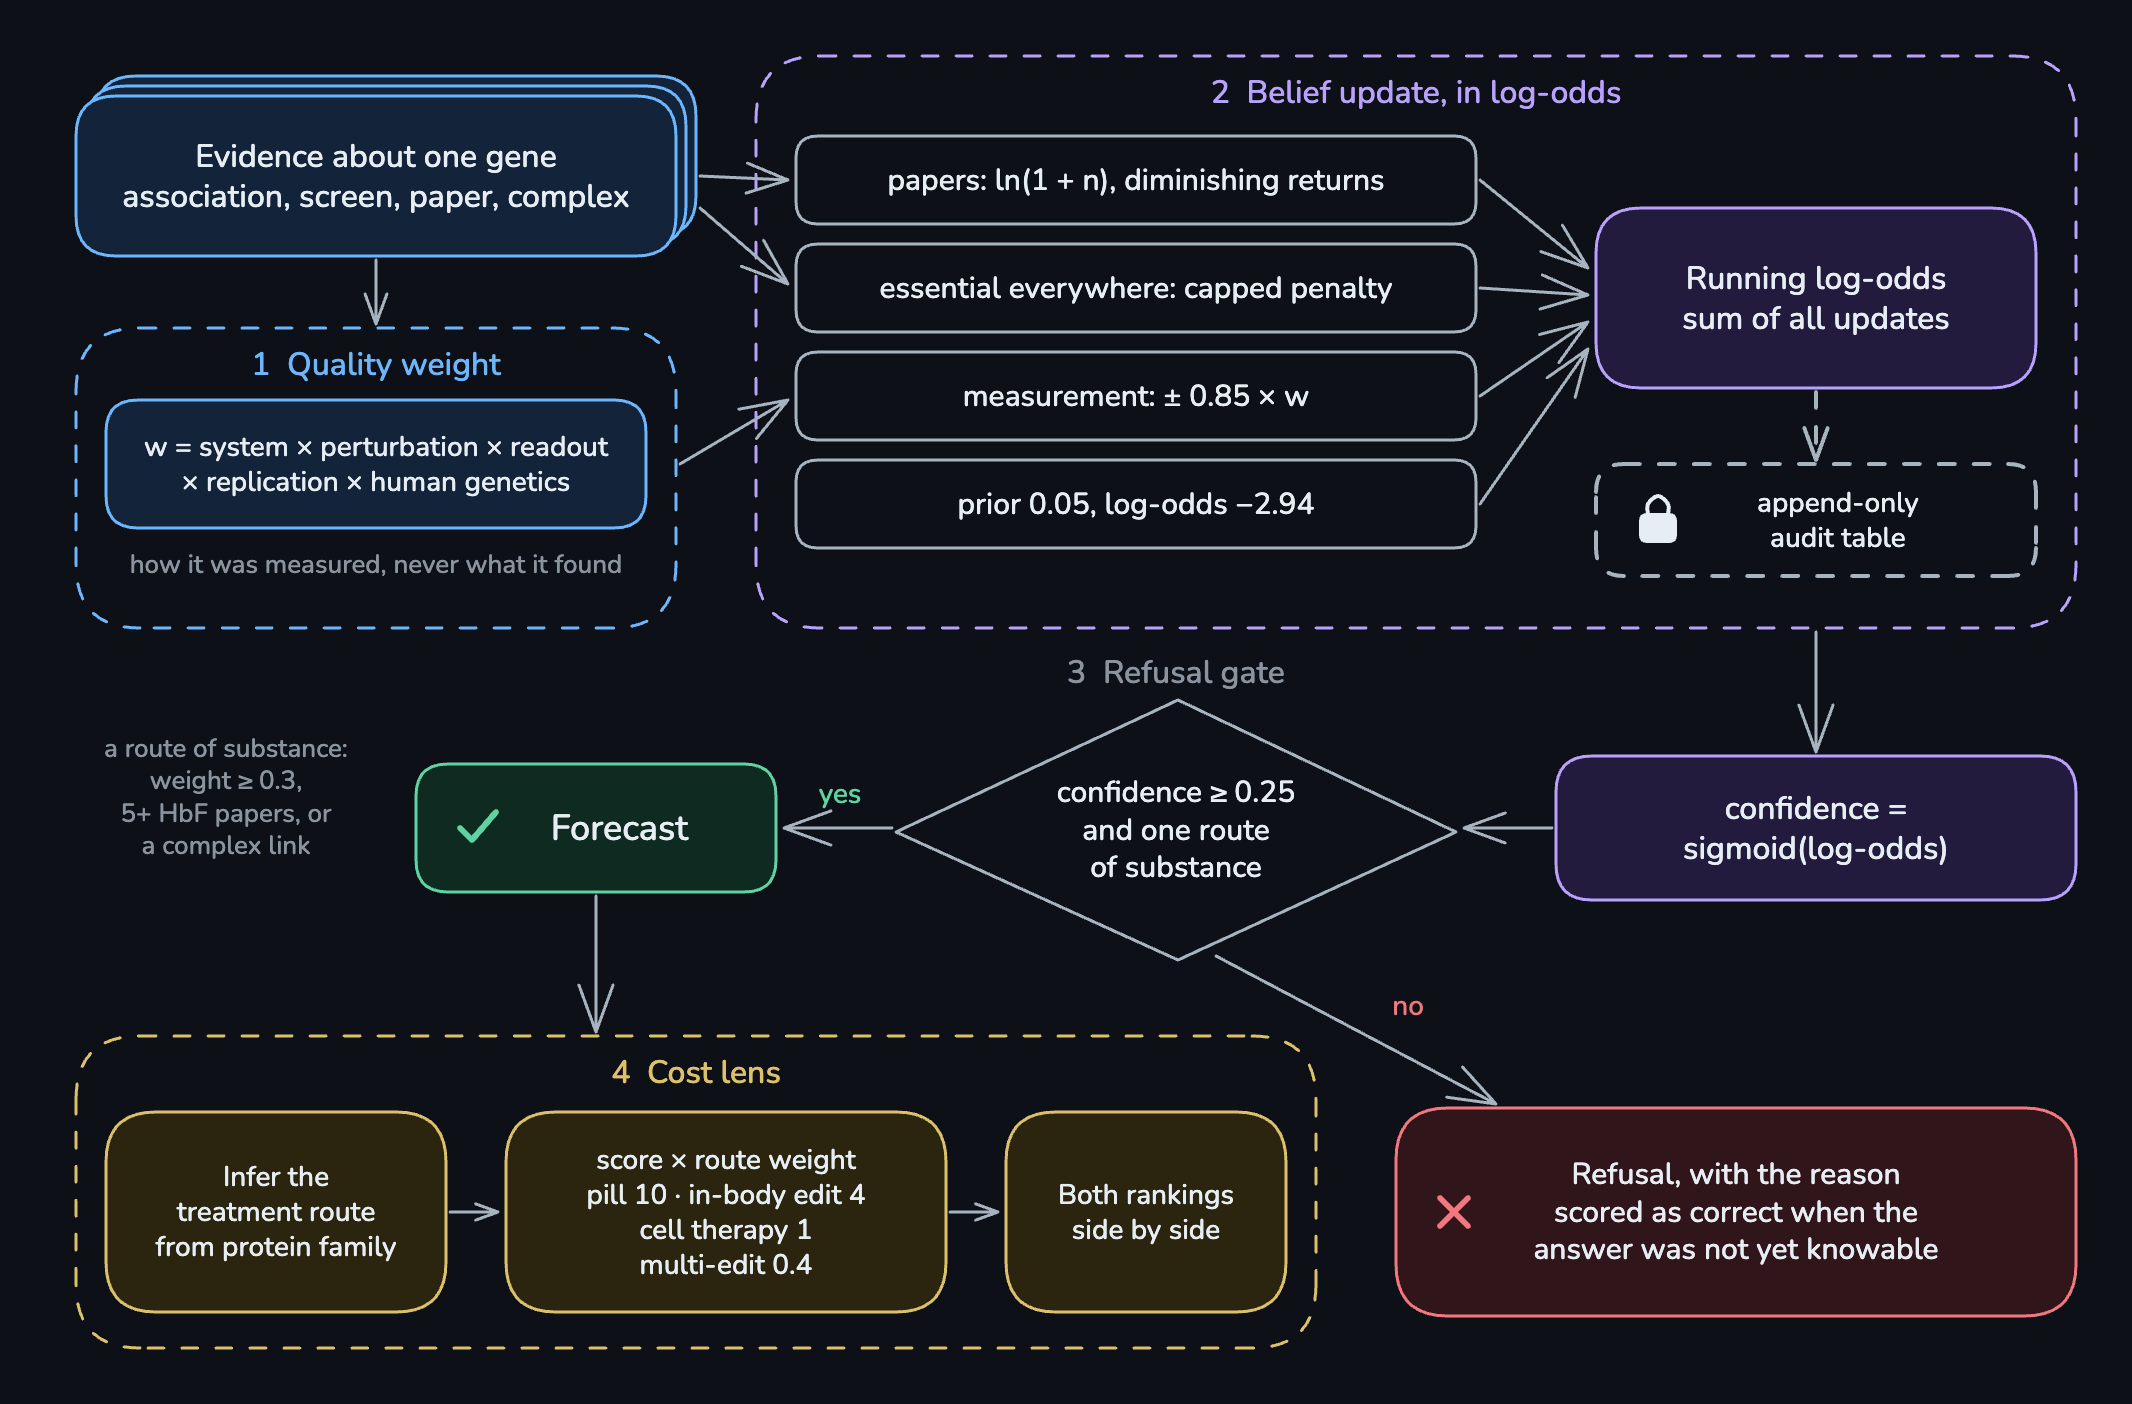 Evidence about one gene
association, screen, paper, complex
1 Quality weight
w = system × perturbation × readout
× replication × human genetics
how it was measured, never what it found
2 Belief update, in log-odds
papers: ln(1 + n), diminishing returns
essential everywhere: capped penalty
measurement: ± 0.85 × w
prior 0.05, log-odds −2.94
Running log-odds
sum of all updates
append-only
audit table
3 Refusal gate
confidence =
sigmoid(log-odds)
confidence ≥ 0.25
and one route
of substance
yes
Forecast
a route of substance:
weight ≥ 0.3,
5+ HbF papers, or
a complex link
no
4 Cost lens
Infer the
treatment route
from protein family
score × route weight
pill 10 · in-body edit 4
cell therapy 1
multi-edit 0.4
Both rankings
side by side
Refusal, with the reason
scored as correct when the
answer was not yet knowable